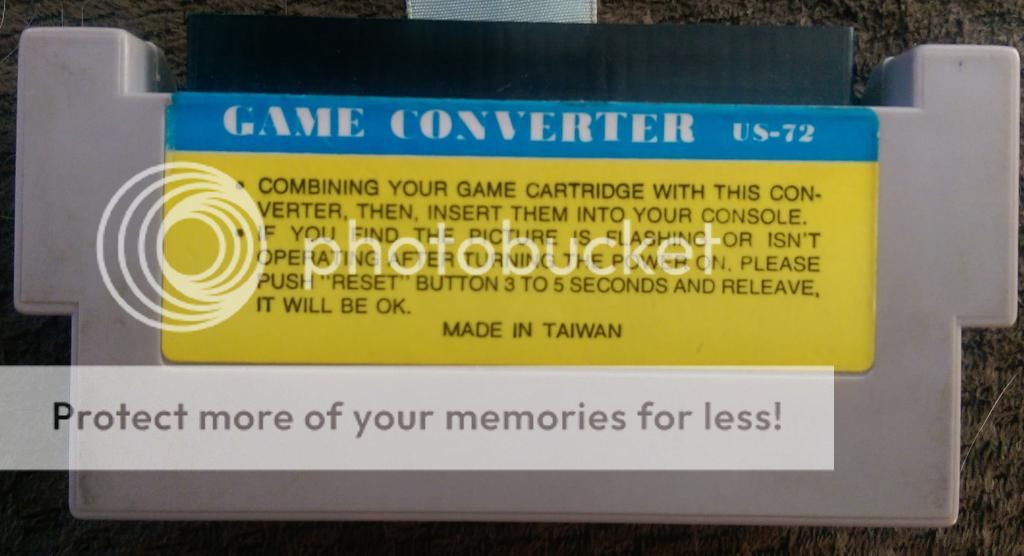 GAME CONVERTER US-72
• COMBINING YOUR GAME CARTRIDGE WITH THIS CON-
VERTER, THEN, INSERT THEM INTO YOUR CONSOLE.
• IF YOU FIND THE PICTURE IS FLASHING OR ISN'T
OPERATING AFTER TURNING THE POWER ON, PLEASE
PUSH "RESET" BUTTON 3 TO 5 SECONDS AND RELEAVE,
IT WILL BE OK.
MADE IN TAIWAN
photobucket
Protect more of your memories for less!